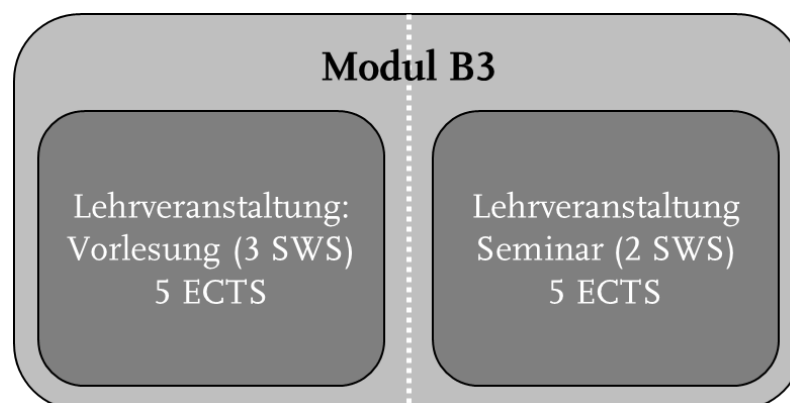 Modul B3
Lehrveranstaltung:
Vorlesung (3 SWS)
5 ECTS
Lehrveranstaltung
Seminar (2 SWS)
5 ECTS